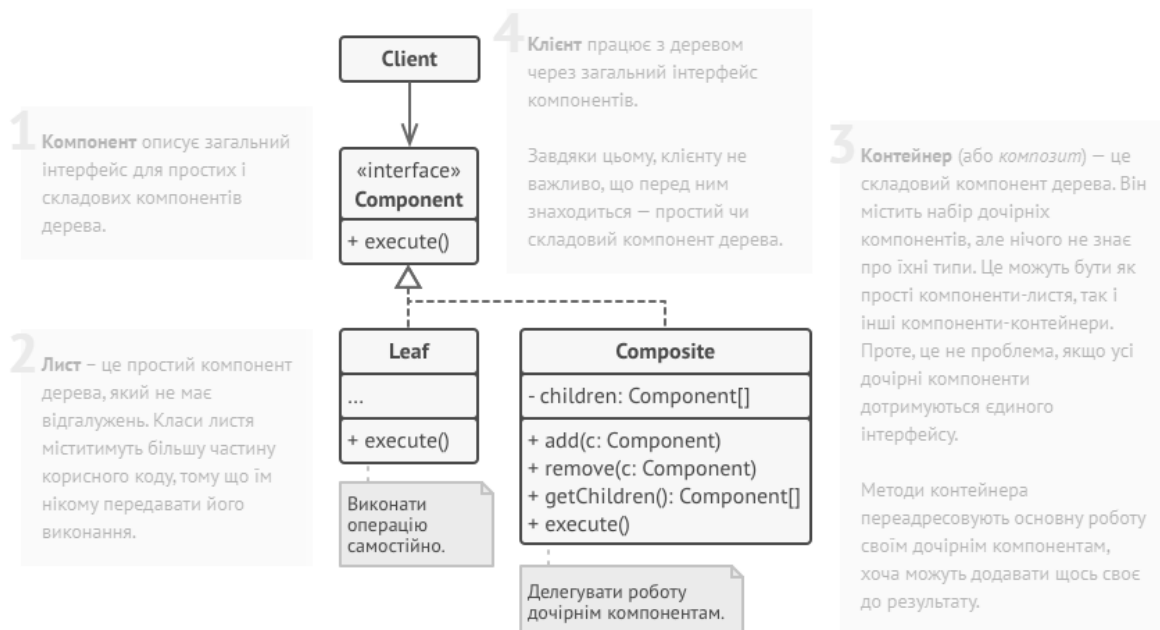 Client
«interface»
Component
+ execute()
1
Компонент описує загальний
інтерфейс для простих і
складових компонентів
дерева.
4
Клієнт працює з деревом
через загальний інтерфейс
компонентів.
Завдяки цьому, клієнту не
важливо, що перед ним
знаходиться — простий чи
складовий компонент дерева.
3
Контейнер (або композит) — це
складовий компонент дерева. Він
містить набір дочірніх
компонентів, але нічого не знає
про їхні типи. Це можуть бути як
прості компоненти-листя, так і
інші компоненти-контейнери.
Проте, це не проблема, якщо усі
дочірні компоненти
дотримуються єдиного
інтерфейсу.
Методи контейнера
переадресовують основну роботу
своїм дочірнім компонентам,
хоча можуть додавати щось своє
до результату.
2
Лист – це простий компонент
дерева, який не має
відгалужень. Класи листя
міститимуть більшу частину
корисного коду, тому що їм
нікому передавати його
виконання.
Leaf
...
+ execute()
Виконати
операцію
самостійно.
Composite
- children: Component[]
+ add(c: Component)
+ remove(c: Component)
+ getChildren(): Component[]
+ execute()
Делегувати роботу
дочірнім компонентам.